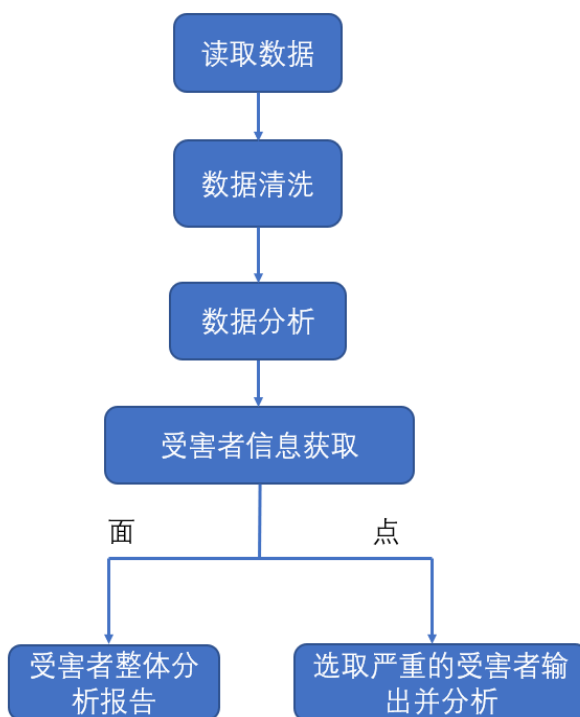 读取数据
数据清洗
数据分析
受害者信息获取
面
点
受害者整体分
析报告
选取严重的受害者输
出并分析